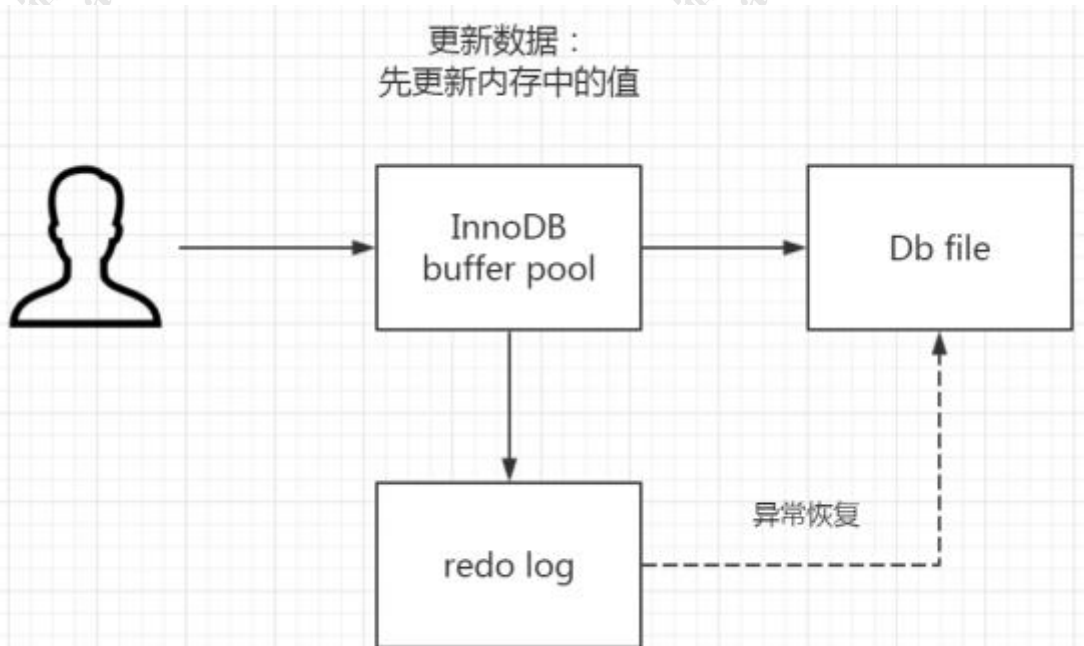 更新数据：
先更新内存中的值
InnoDB
buffer pool
Db file
异常恢复
redo log